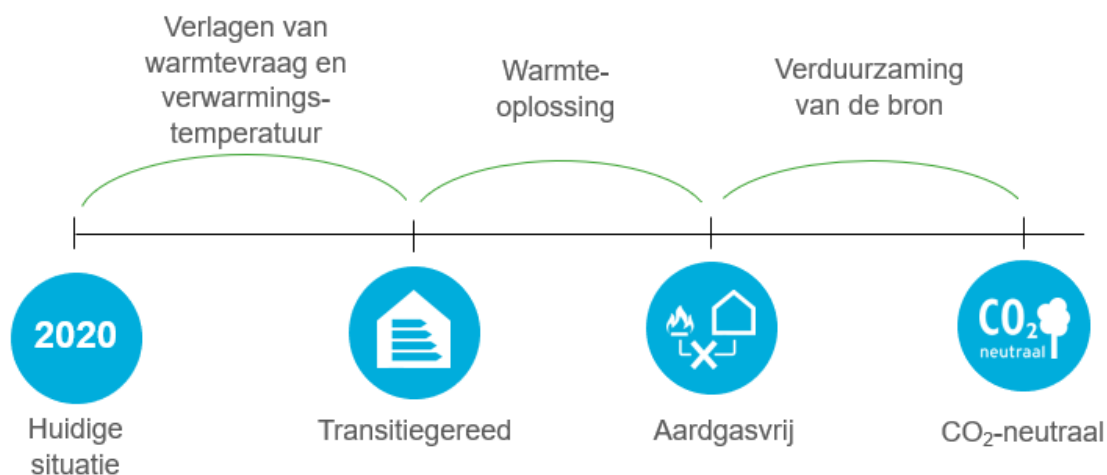 Verlagen van
warmtevraag en
verwarmings-
temperatuur
Warmte-
oplossing
Verduurzaming
van de bron
2020
CO₂
neutraal
Huidige
situatie
Transitiegereed
Aardgasvrij
CO₂-neutraal